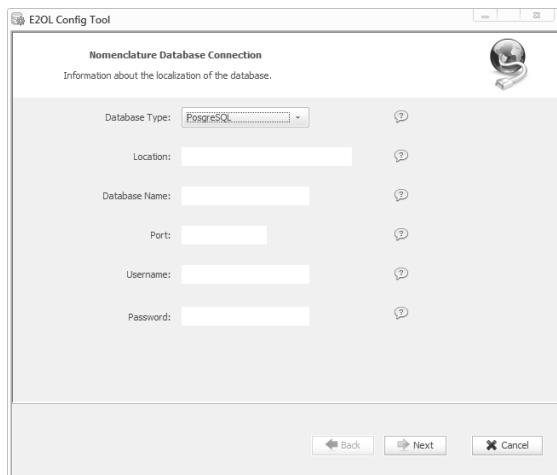 E2OL Config Tool
Nomenclature Database Connection
Information about the localization of the database.
Database Type: PosgreSQL
Location:
Database Name:
Port:
Username:
Password:
Back Next Cancel